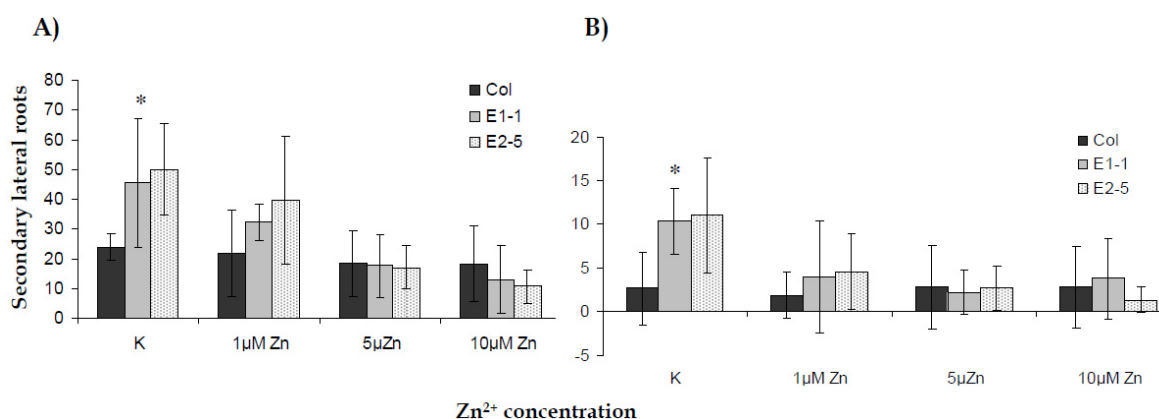 A)
Secondary lateral roots
80
70
60
50
40
30
20
10
0
*
Col
E1-1
E2-5
K
1µM Zn
5µZn
10µM Zn
B)
20
15
10
5
0
-5
*
Col
E1-1
E2-5
K
1µM Zn
5µZn
10µM Zn
Zn²⁺ concentration